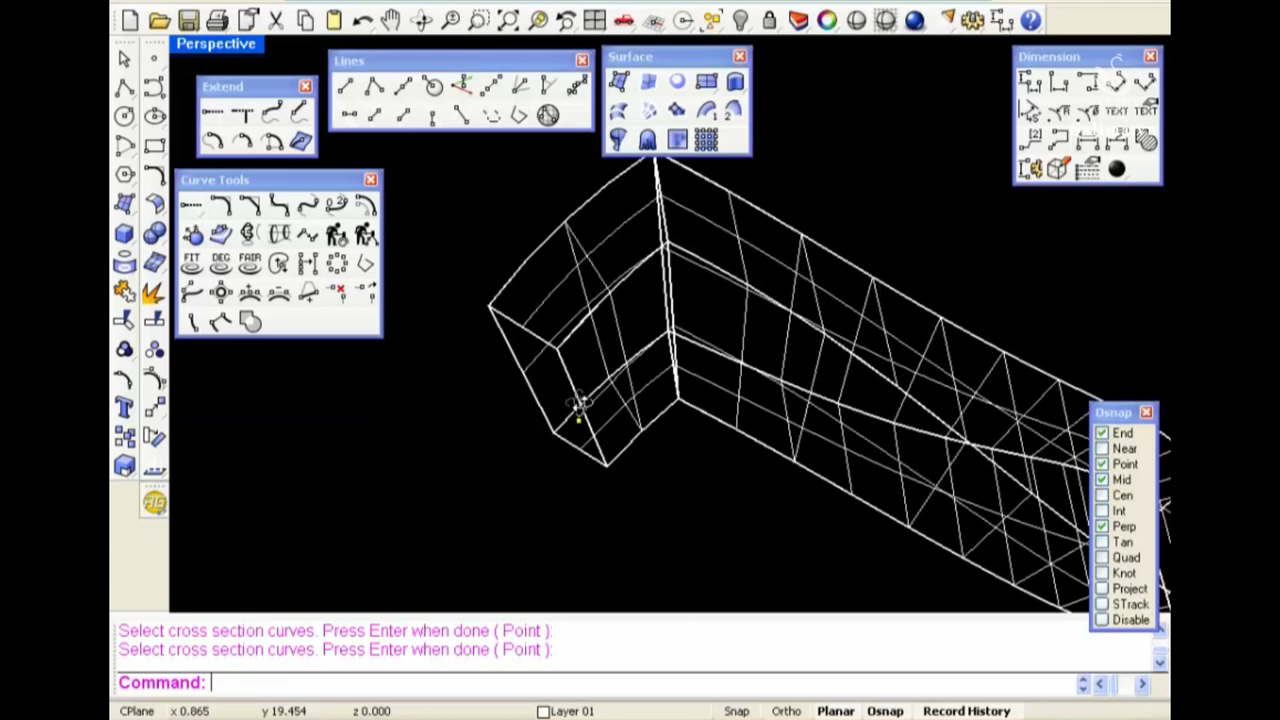 Perspective
Lines
Surface
Dimension
Extend
Curve Tools
TEXT TEXT
FIT DEG FAIR
Osnap
End
Near
Point
Mid
Cen
Int
Perp
Tan
Quad
Knot
Project
STrack
Disable
Select cross section curves. Press Enter when done ( Point ):
Select cross section curves. Press Enter when done ( Point ):
Command:
CPlane x 0.865 y 19.454 z 0.000 Layer 01 Snap Ortho Planar Osnap Record History